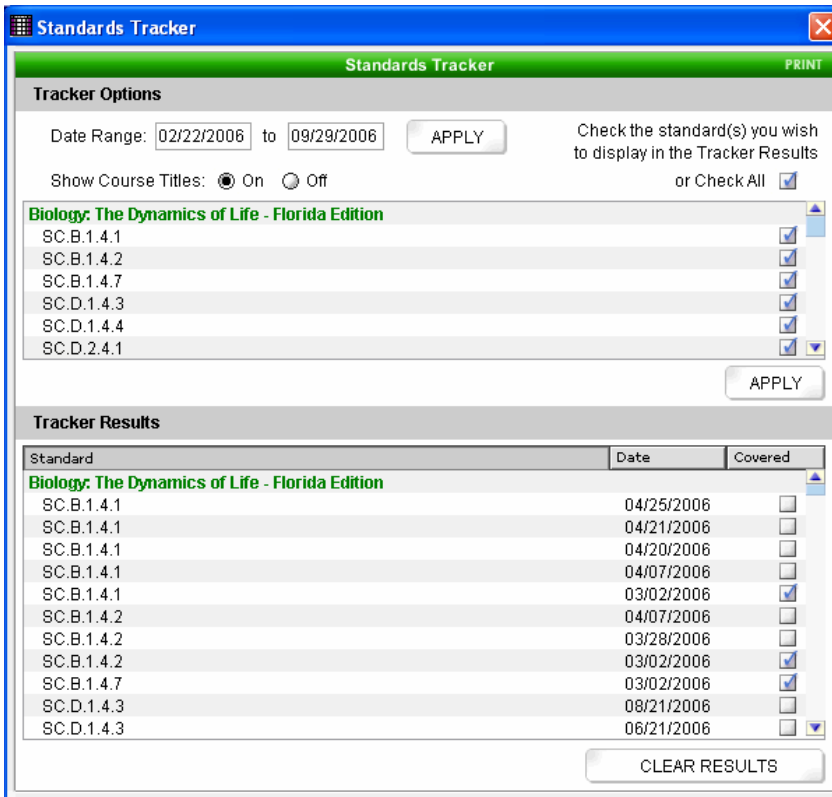 Standards Tracker
Standards Tracker PRINT
Tracker Options
Date Range: 02/22/2006 to 09/29/2006 APPLY
Check the standard(s) you wish
to display in the Tracker Results
Show Course Titles: On Off
or Check All
Biology: The Dynamics of Life - Florida Edition
SC.B.1.4.1
SC.B.1.4.2
SC.B.1.4.7
SC.D.1.4.3
SC.D.1.4.4
SC.D.2.4.1
APPLY
Tracker Results
Standard Date Covered
Biology: The Dynamics of Life - Florida Edition
SC.B.1.4.1 04/25/2006
SC.B.1.4.1 04/21/2006
SC.B.1.4.1 04/20/2006
SC.B.1.4.1 04/07/2006
SC.B.1.4.1 03/02/2006
SC.B.1.4.2 04/07/2006
SC.B.1.4.2 03/28/2006
SC.B.1.4.2 03/02/2006
SC.B.1.4.7 03/02/2006
SC.D.1.4.3 08/21/2006
SC.D.1.4.3 06/21/2006
CLEAR RESULTS